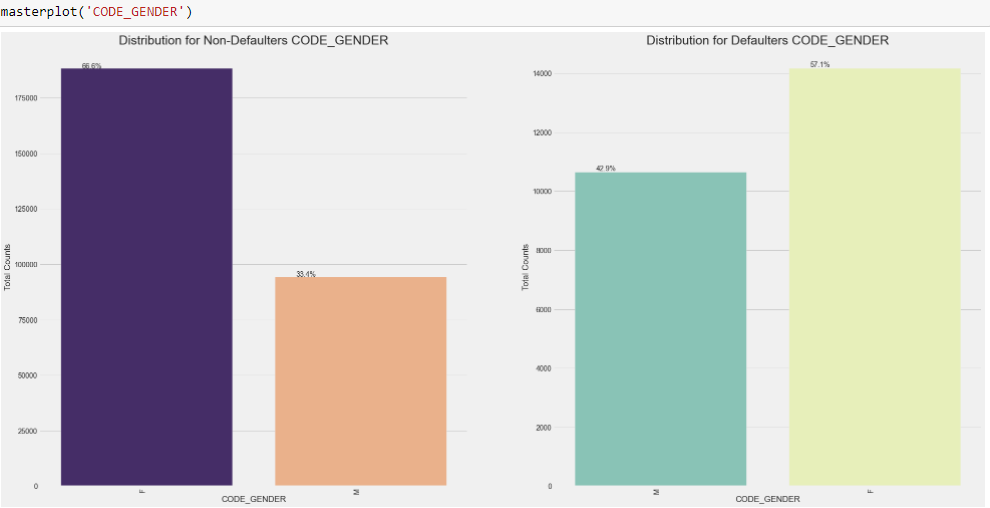 masterplot('CODE_GENDER')
Distribution for Non-Defaulters CODE_GENDER
66.6%
175000
150000
125000
100000
75000
50000
25000
0
33.4%
Total Counts
F
M
CODE_GENDER
Distribution for Defaulters CODE_GENDER
57.1%
14000
12000
42.9%
10000
8000
6000
4000
2000
0
Total Counts
M
F
CODE_GENDER